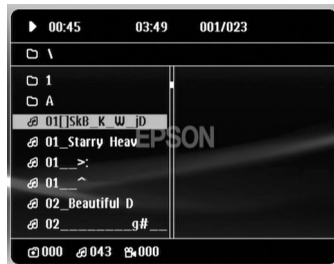 00:45 03:49 001/023
\
1
A
01[]SkB_K_W_jD
01_Starry Heav
EPSON
01__>:
01__^
02_Beautiful D
02_________g#__
000 043 000